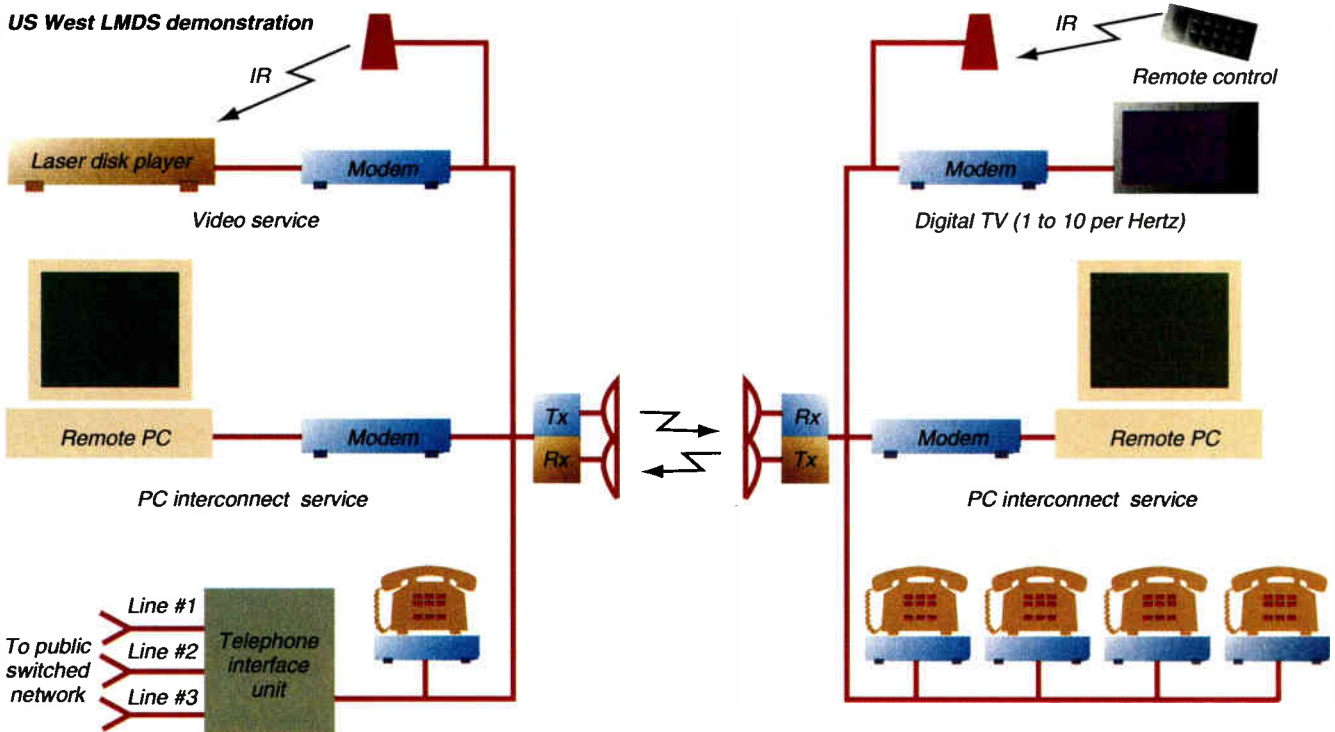 US West LMDS demonstration
IR
IR
Remote control
Laser disk player
Modem
Modem
Video service
Digital TV (1 to 10 per Hertz)
Tx
Rx
Rx
Tx
Remote PC
Modem
Modem
Remote PC
PC interconnect service
PC interconnect service
Line #1
To public
switched
network
Line #2
Line #3
Telephone
interface
unit